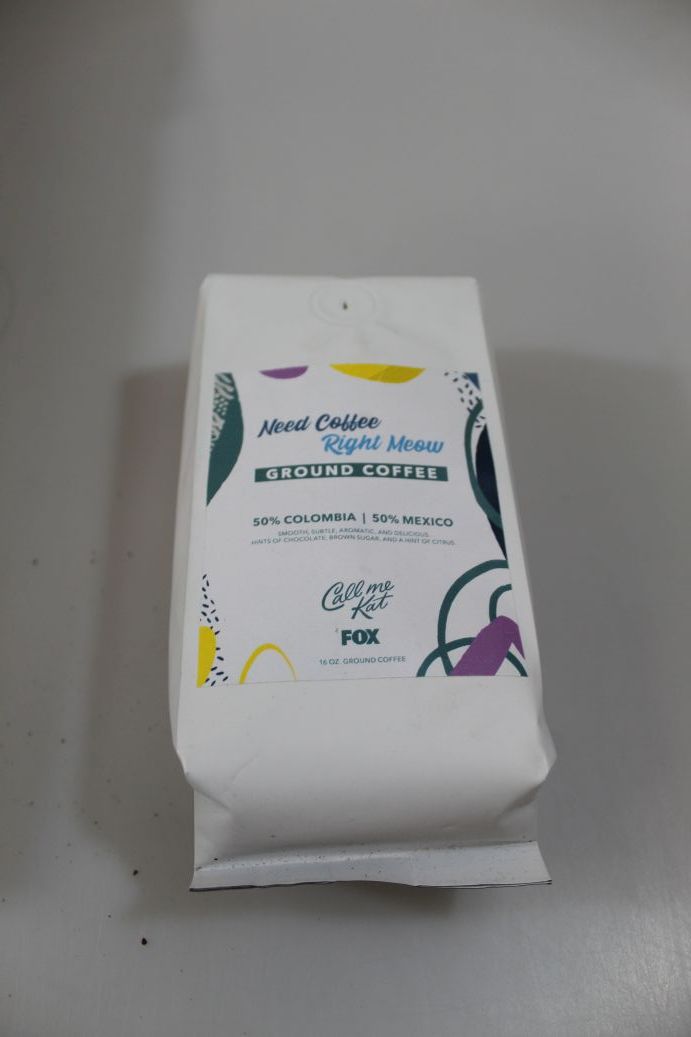 Need Coffee
Right Meow
GROUND COFFEE
50% COLOMBIA | 50% MEXICO
SMOOTH, SUBTLE, AROMATIC, AND DELICIOUS
HINTS OF CHOCOLATE, BROWN SUGAR, AND A HINT OF CITRUS
Call me
Kat
FOX
16 OZ. GROUND COFFEE